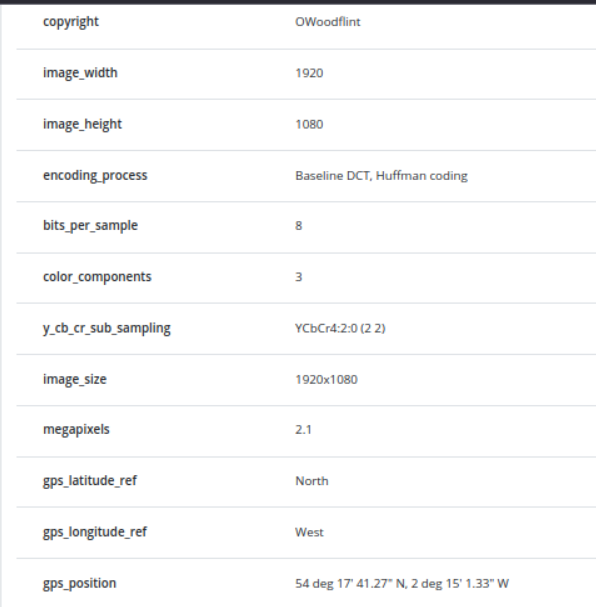 copyright OWoodflint
image_width 1920
image_height 1080
encoding_process Baseline DCT, Huffman coding
bits_per_sample 8
color_components 3
y_cb_cr_sub_sampling YCbCr4:2:0 (2 2)
image_size 1920x1080
megapixels 2.1
gps_latitude_ref North
gps_longitude_ref West
gps_position 54 deg 17' 41.27" N, 2 deg 15' 1.33" W